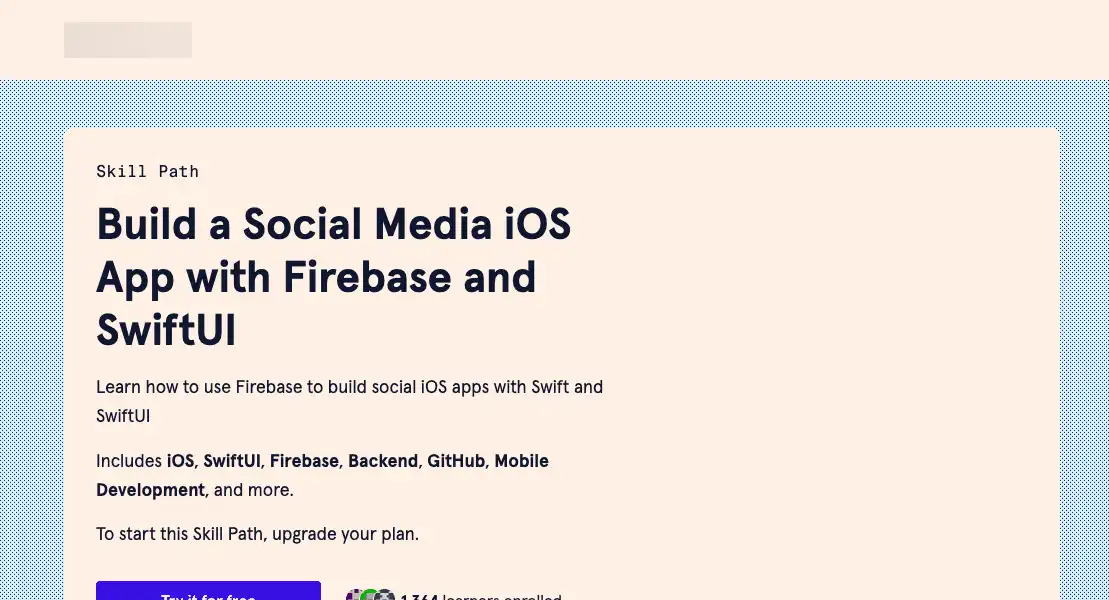 Skill Path
Build a Social Media iOS
App with Firebase and
SwiftUI
Learn how to use Firebase to build social iOS apps with Swift and
SwiftUI
Includes iOS, SwiftUI, Firebase, Backend, GitHub, Mobile
Development, and more.
To start this Skill Path, upgrade your plan.
Try it for free
1,364 learners enrolled